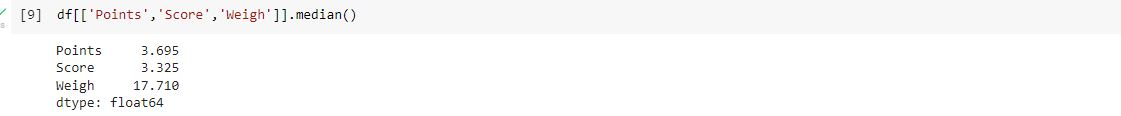 [9] df[['Points','Score','Weigh']].median()
Points 3.695
Score 3.325
Weigh 17.710
dtype: float64